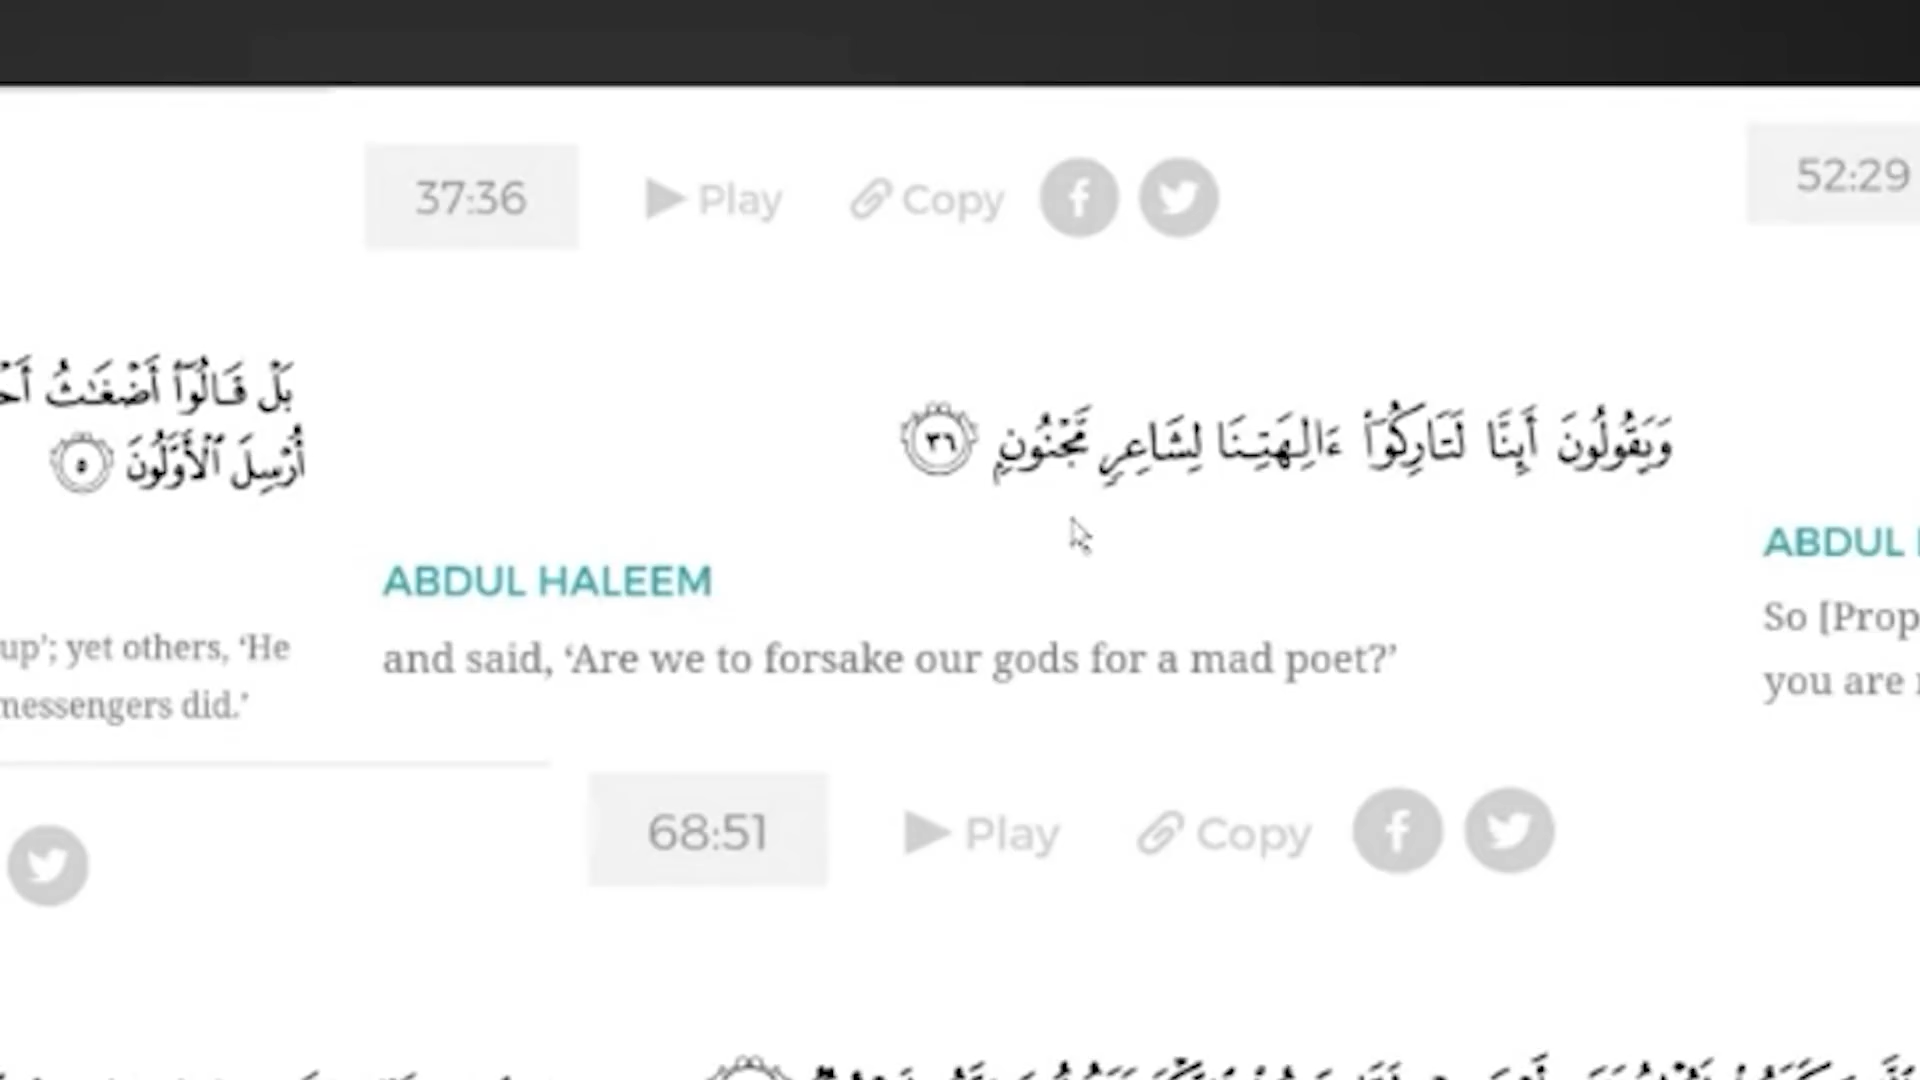 37:36
Play
Copy
52:29
بَلْ قَالُوٓا۟ أَضْغَـٰثُ
أُرْسِلَ ٱلْأَوَّلُونَ ٥
وَيَقُولُونَ أَئِنَّا لَتَارِكُوٓا۟ ءَالِهَتِنَا لِشَاعِرٍ مَّجْنُونٍ ٣٦
ABDUL HALEEM
ABDUL
up’; yet others, ‘He
messengers did.’
and said, ‘Are we to forsake our gods for a mad poet?’
So [Prop
you are
68:51
Play
Copy